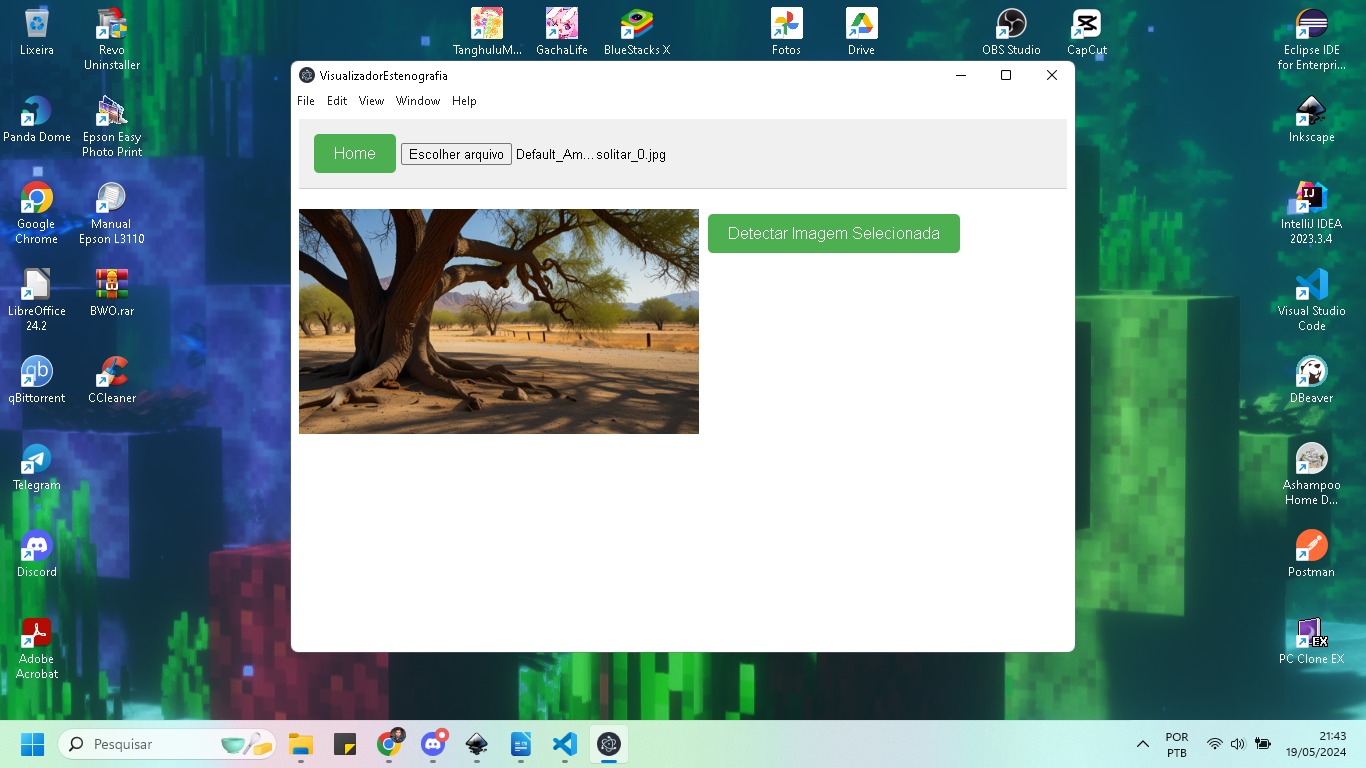 Lixeira
Revo
Uninstaller
TanghuluM...
GachaLife
BlueStacks X
Fotos
Drive
OBS Studio
CapCut
Eclipse IDE
for Enterpri...
VisualizadorEstenografia
File Edit View Window Help
Home
Escolher arquivo
Default_Am...solitar_0.jpg
Detectar Imagem Selecionada
Panda Dome
Epson Easy
Photo Print
Inkscape
Google
Chrome
Manual
Epson L3110
IntelliJ IDEA
2023.3.4
LibreOffice
24.2
BWO.rar
Visual Studio
Code
qBittorrent
CCleaner
DBeaver
Telegram
Ashampoo
Home D...
Discord
Postman
Adobe
Acrobat
PC Clone EX
Pesquisar
POR
PTB
21:43
19/05/2024